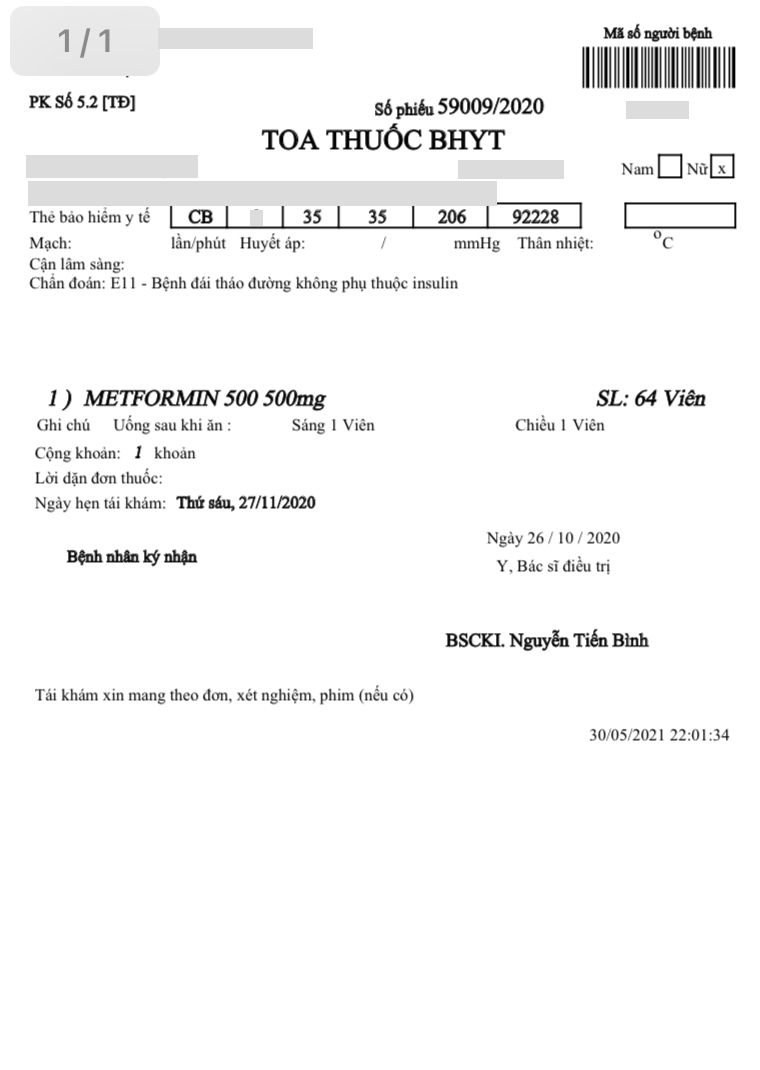 1/1
Mã số người bệnh
PK Số 5.2 [TĐ]
Số phiếu 59009/2020
TOA THUỐC BHYT
Nam Nữ x
Thẻ bảo hiểm y tế CB 35 35 206 92228
Mạch: lần/phút Huyết áp: / mmHg Thân nhiệt: °C
Cận lâm sàng:
Chẩn đoán: E11 - Bệnh đái tháo đường không phụ thuộc insulin
1 ) METFORMIN 500 500mg SL: 64 Viên
Ghi chú Uống sau khi ăn : Sáng 1 Viên Chiều 1 Viên
Cộng khoản: 1 khoản
Lời dặn đơn thuốc:
Ngày hẹn tái khám: Thứ sáu, 27/11/2020
Ngày 26 / 10 / 2020
Bệnh nhân ký nhận
Y, Bác sĩ điều trị
BSCKI. Nguyễn Tiến Bình
Tái khám xin mang theo đơn, xét nghiệm, phim (nếu có)
30/05/2021 22:01:34